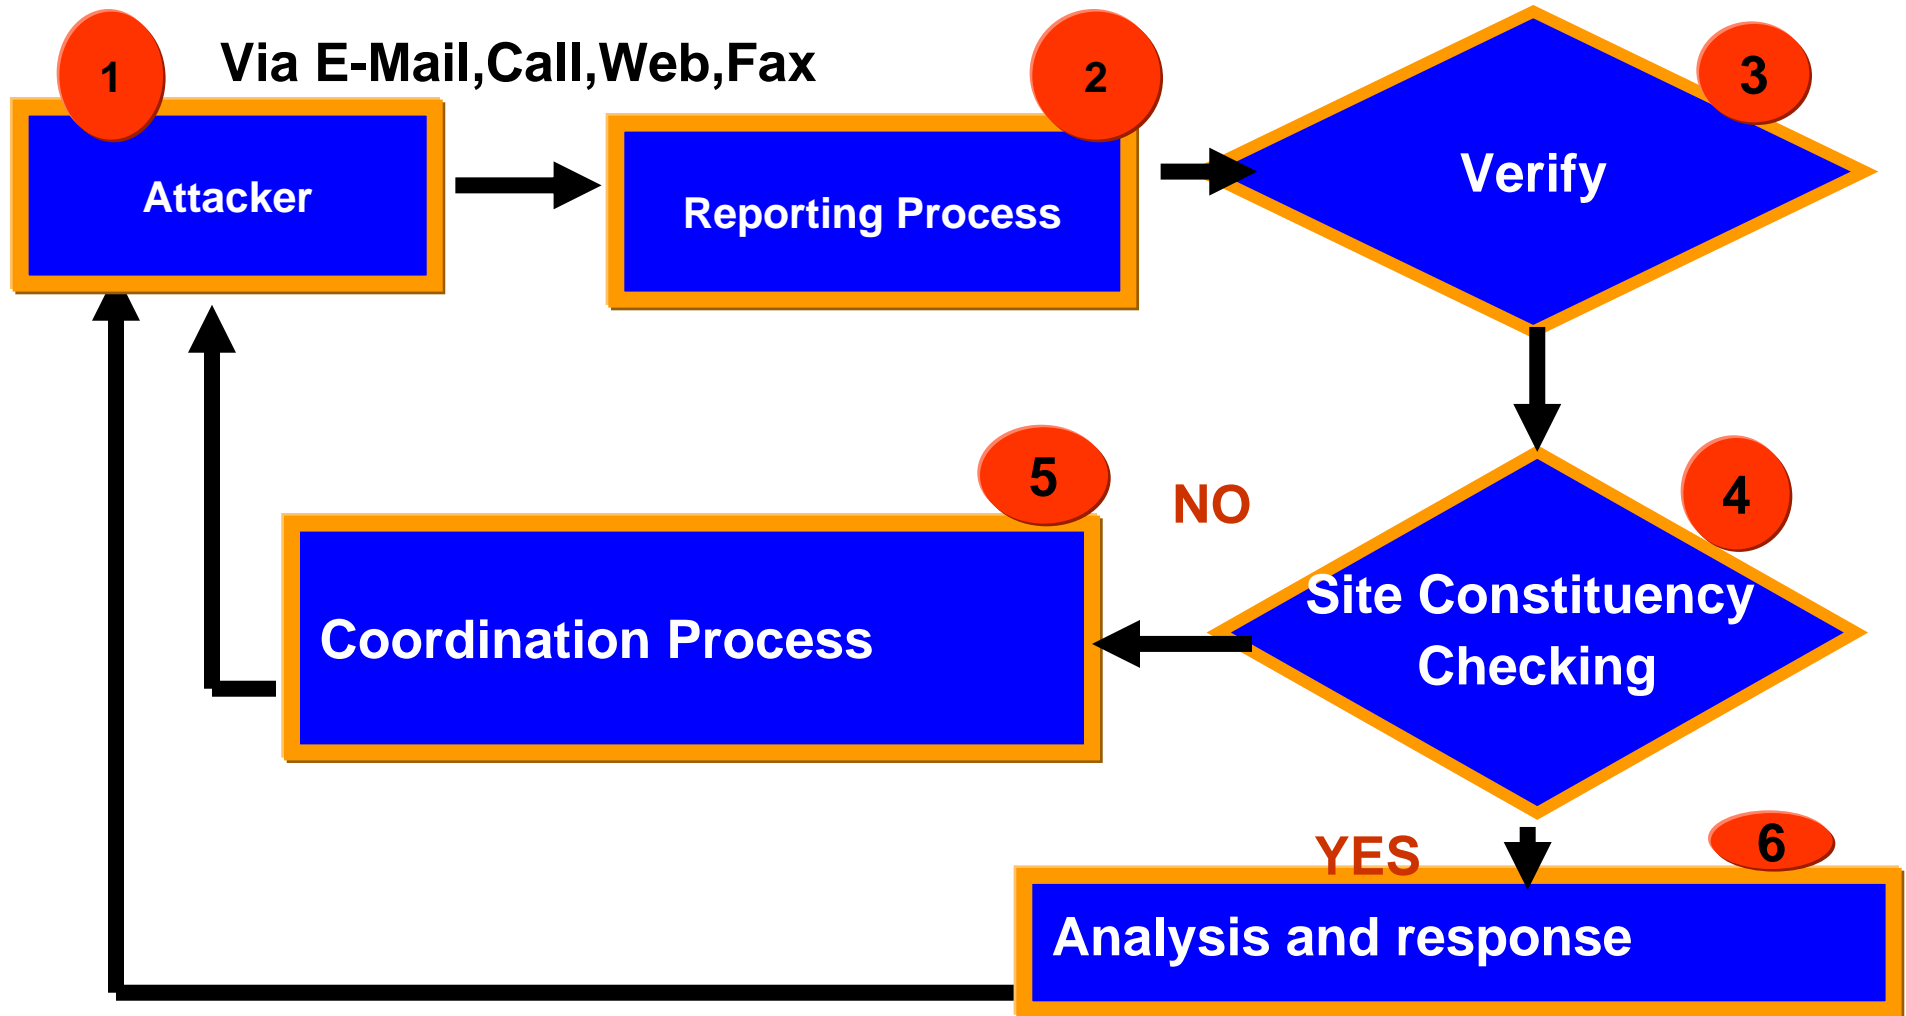 1
Via E-Mail,Call,Web,Fax
2
3
Attacker
Reporting Process
Verify
5
NO
4
Site Constituency
Checking
Coordination Process
YES
6
Analysis and response